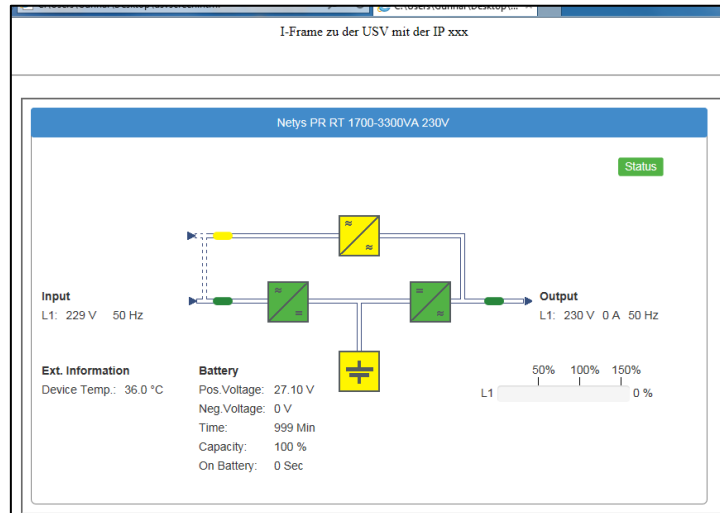 I-Frame zu der USV mit der IP xxx
Netys PR RT 1700-3300VA 230V
Status
Input
L1: 229 V 50 Hz
Output
L1: 230 V 0 A 50 Hz
Ext. Information
Device Temp.: 36.0 °C
Battery
Pos.Voltage: 27.10 V
Neg.Voltage: 0 V
Time: 999 Min
Capacity: 100 %
On Battery: 0 Sec
50% 100% 150%
L1 0 %